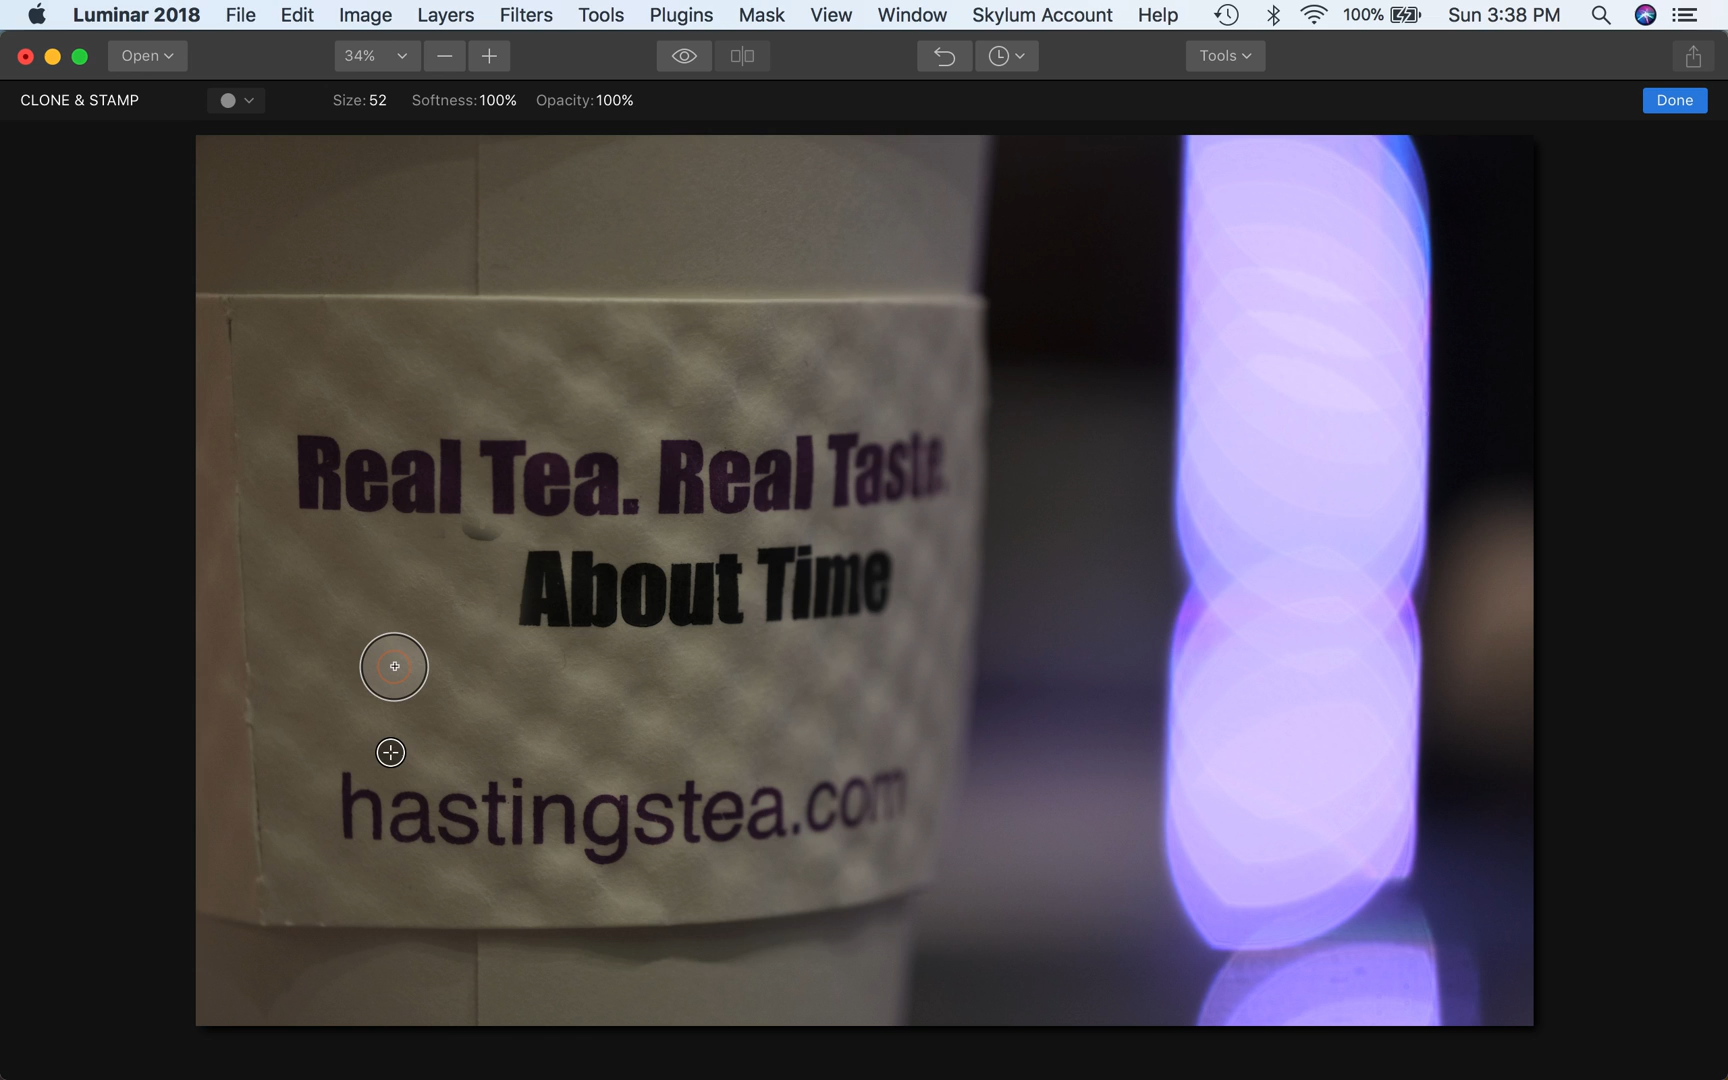 Luminar 2018 File Edit Image Layers Filters Tools Plugins Mask View Window Skylum Account Help 100% Sun 3:38 PM
Open 34% Tools
CLONE & STAMP Size: 52 Softness: 100% Opacity: 100% Done
Real Tea. Real Taste.
About Time
hastingstea.com